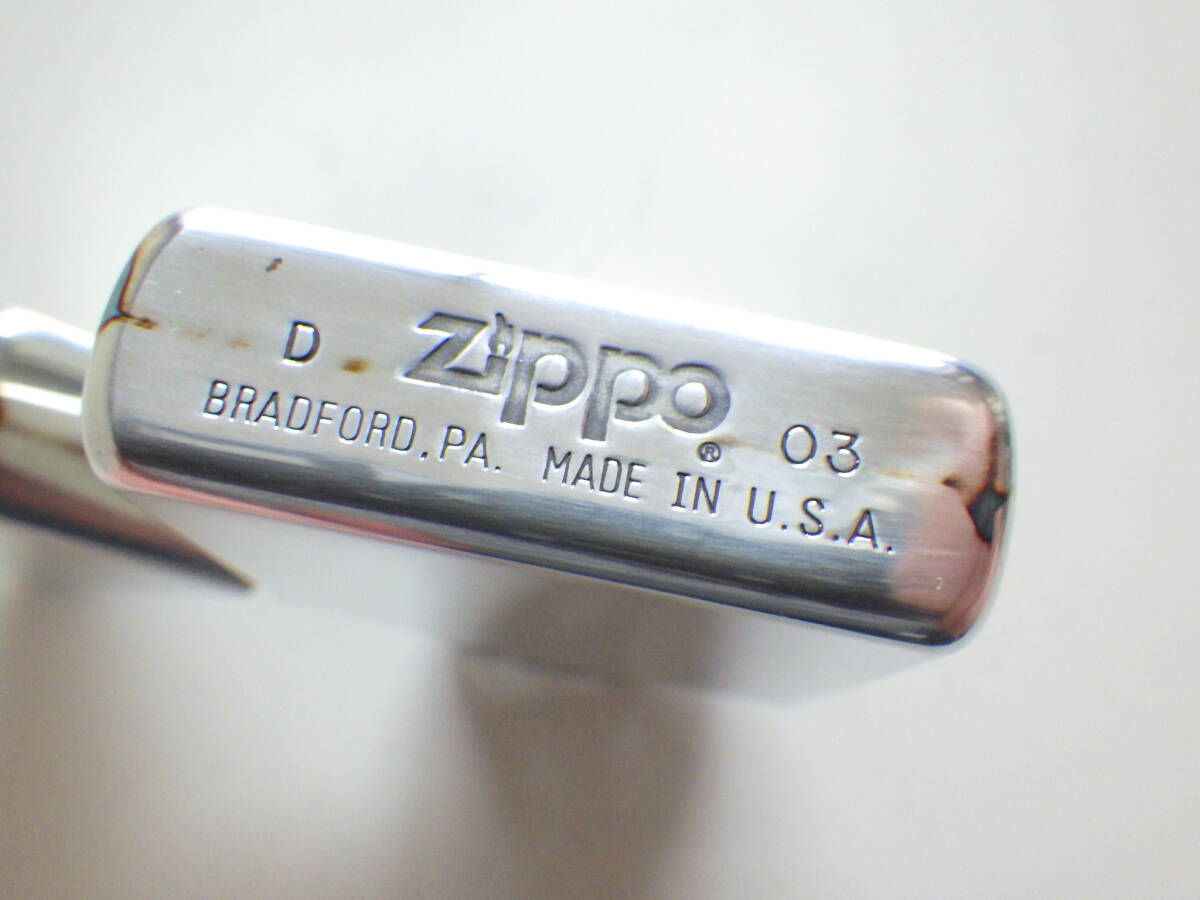 D Zippo® 03
BRADFORD,PA. MADE IN U.S.A.